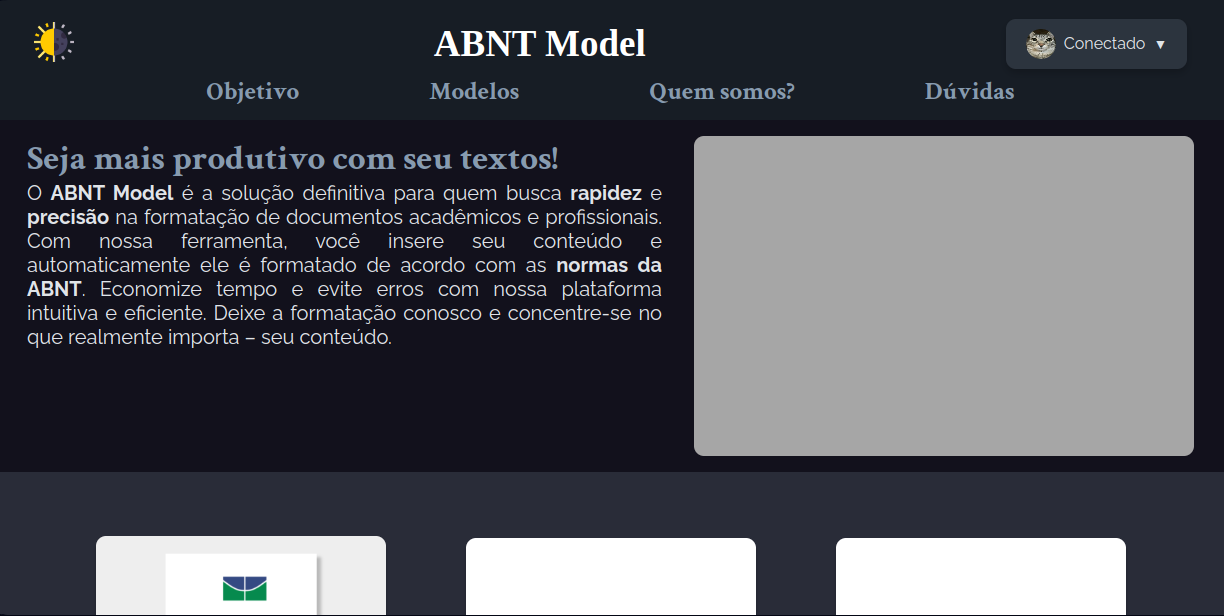 ABNT Model
Conectado ▼
Objetivo Modelos Quem somos? Dúvidas
Seja mais produtivo com seu textos!
O ABNT Model é a solução definitiva para quem busca rapidez e
precisão na formatação de documentos acadêmicos e profissionais.
Com nossa ferramenta, você insere seu conteúdo e
automaticamente ele é formatado de acordo com as normas da
ABNT. Economize tempo e evite erros com nossa plataforma
intuitiva e eficiente. Deixe a formatação conosco e concentre-se no
que realmente importa – seu conteúdo.